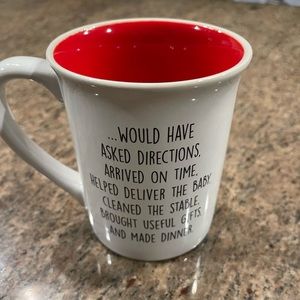 ...WOULD HAVE
ASKED DIRECTIONS,
ARRIVED ON TIME,
HELPED DELIVER THE BABY,
CLEANED THE STABLE,
BROUGHT USEFUL GIFTS,
AND MADE DINNER.